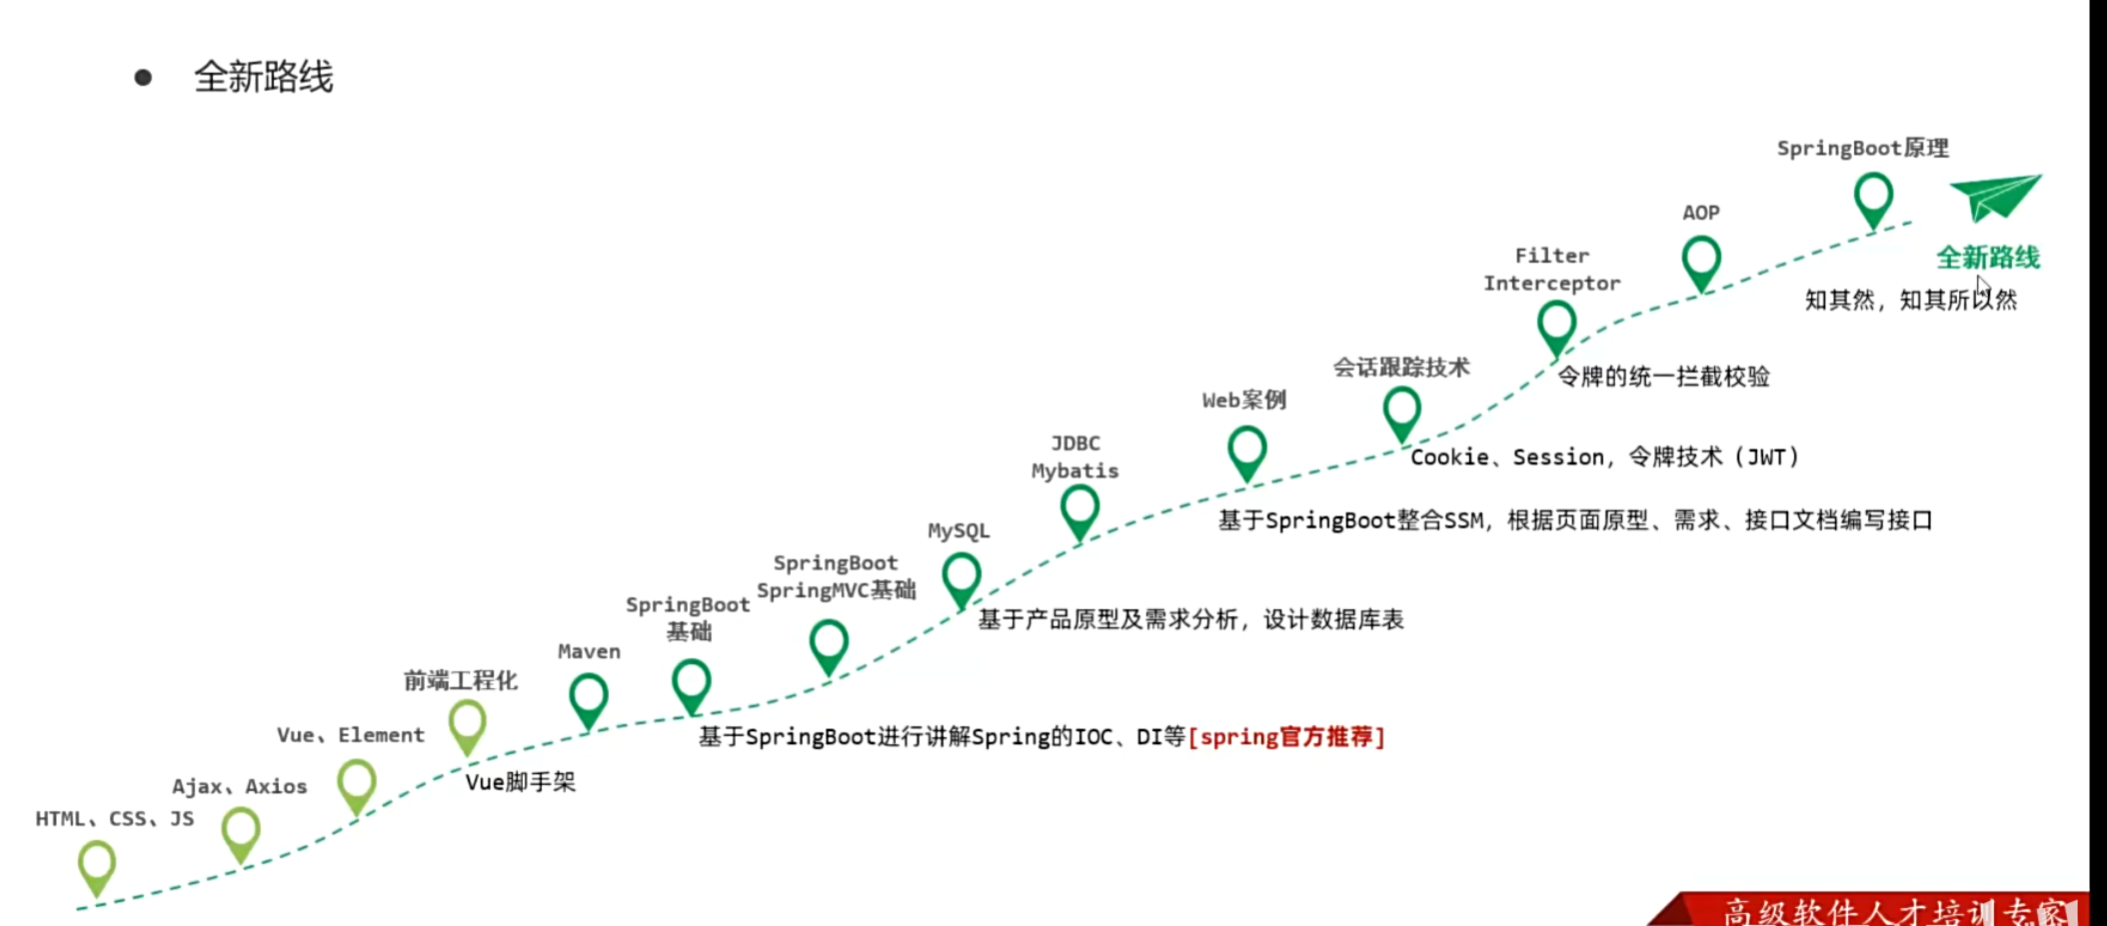 全新路线
SpringBoot原理
全新路线
知其然，知其所以然
AOP
Filter
Interceptor
令牌的统一拦截校验
会话跟踪技术
Cookie、Session，令牌技术（JWT）
Web案例
基于SpringBoot整合SSM，根据页面原型、需求、接口文档编写接口
JDBC
Mybatis
MySQL
基于产品原型及需求分析，设计数据库表
SpringBoot
SpringMVC基础
SpringBoot
基础
基于SpringBoot进行讲解Spring的IOC、DI等[spring官方推荐]
Maven
前端工程化
Vue脚手架
Vue、Element
Ajax、Axios
HTML、CSS、JS
高级软件人才培训专家